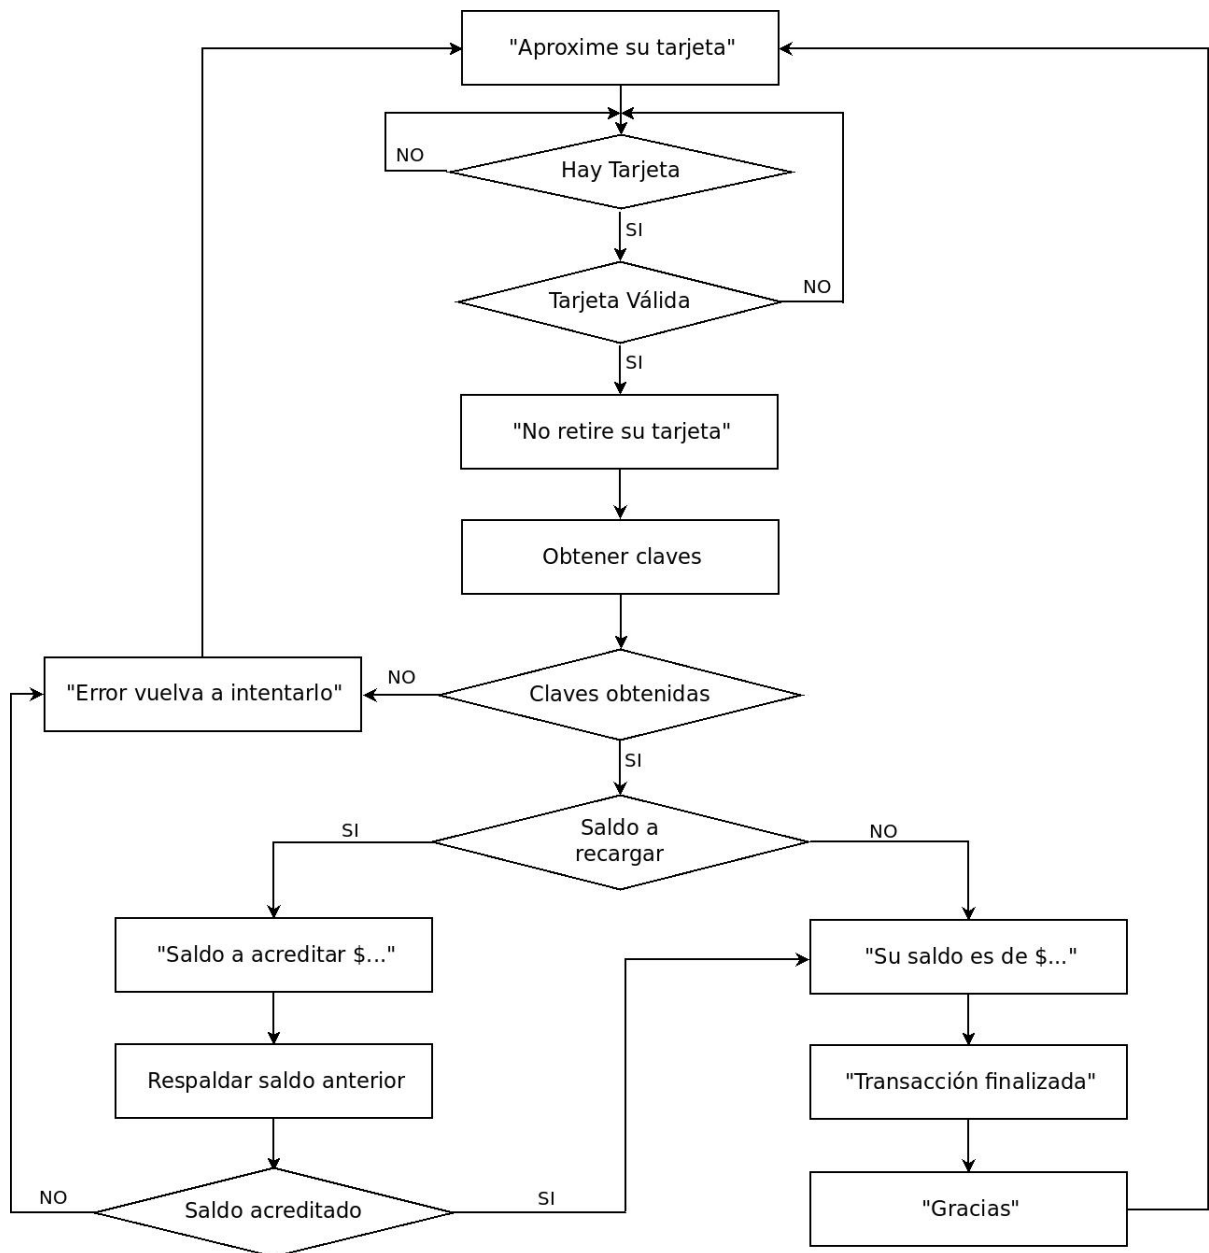 "Aproxime su tarjeta"
NO
Hay Tarjeta
SI
Tarjeta Válida
NO
SI
"No retire su tarjeta"
Obtener claves
"Error vuelva a intentarlo"
NO
Claves obtenidas
SI
SI
Saldo a
recargar
NO
"Saldo a acreditar $..."
"Su saldo es de $..."
Respaldar saldo anterior
"Transacción finalizada"
NO
Saldo acreditado
SI
"Gracias"